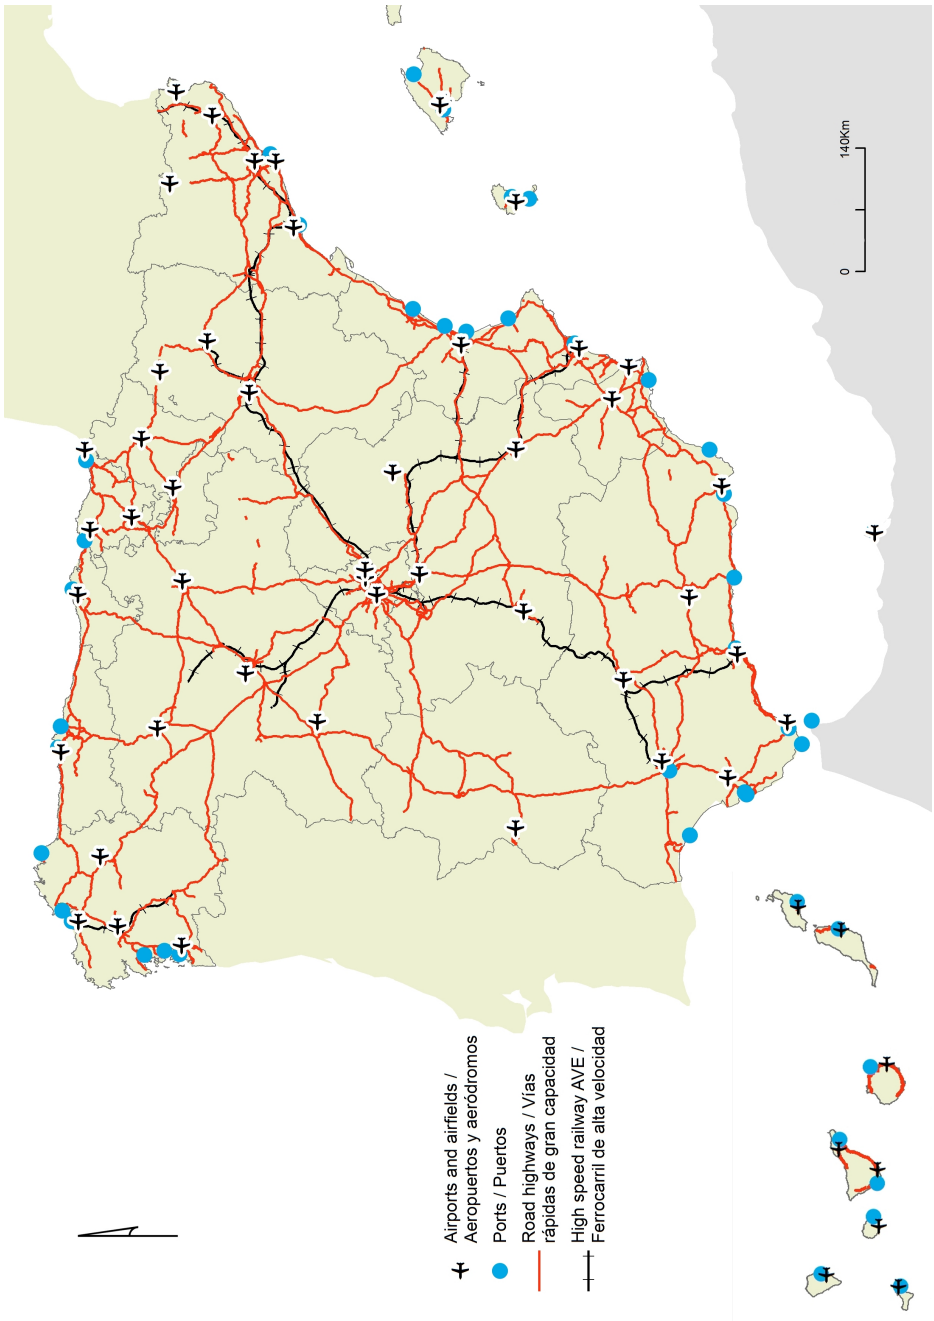 Airports and airfields /
Aeropuertos y aeródromos
Ports / Puertos
Road highways / Vías
rápidas de gran capacidad
High speed railway AVE /
Ferrocarril de alta velocidad
0 140Km